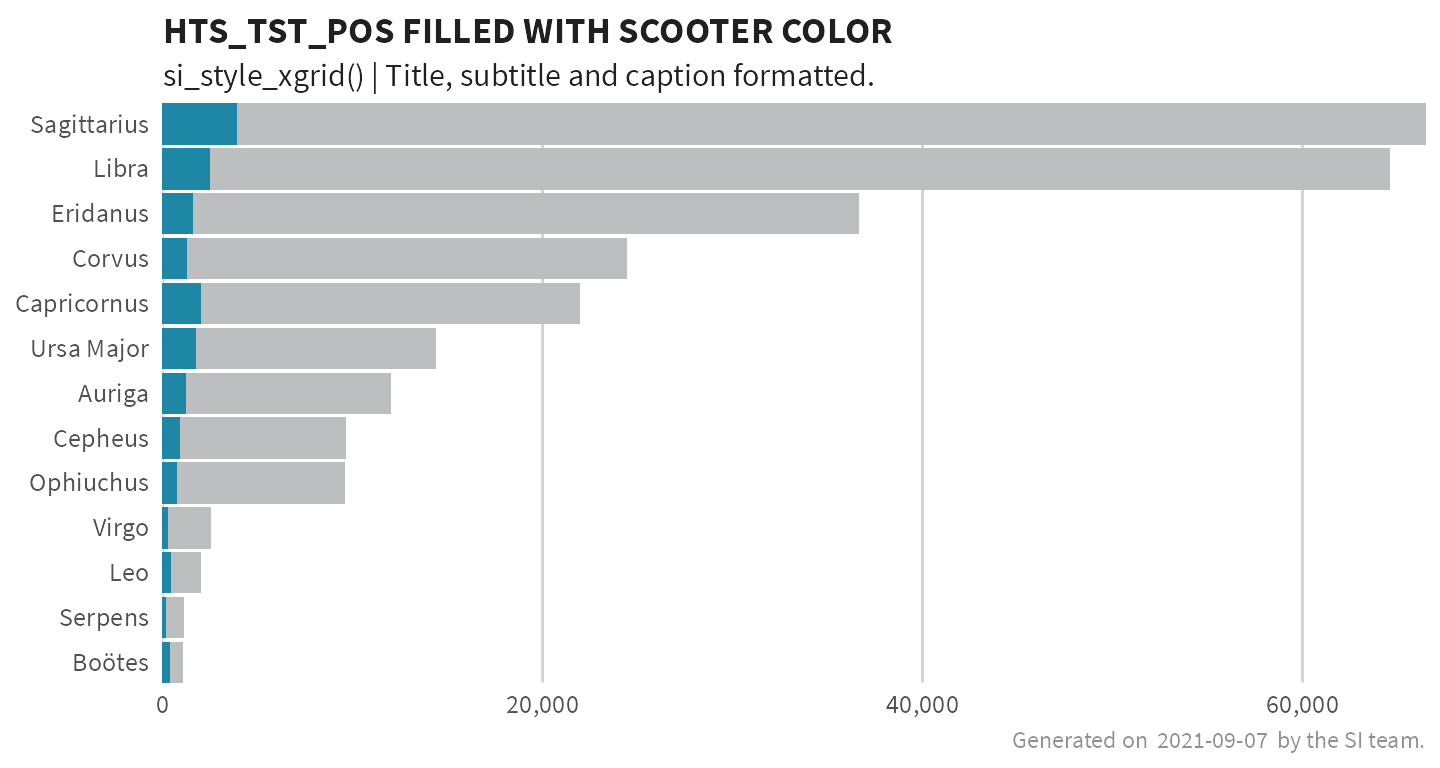 HTS_TST_POS FILLED WITH SCOOTER COLOR
si_style_xgrid() | Title, subtitle and caption formatted.
Sagittarius
Libra
Eridanus
Corvus
Capricornus
Ursa Major
Auriga
Cepheus
Ophiuchus
Virgo
Leo
Serpens
Boötes
0 20,000 40,000 60,000
Generated on 2021-09-07 by the SI team.